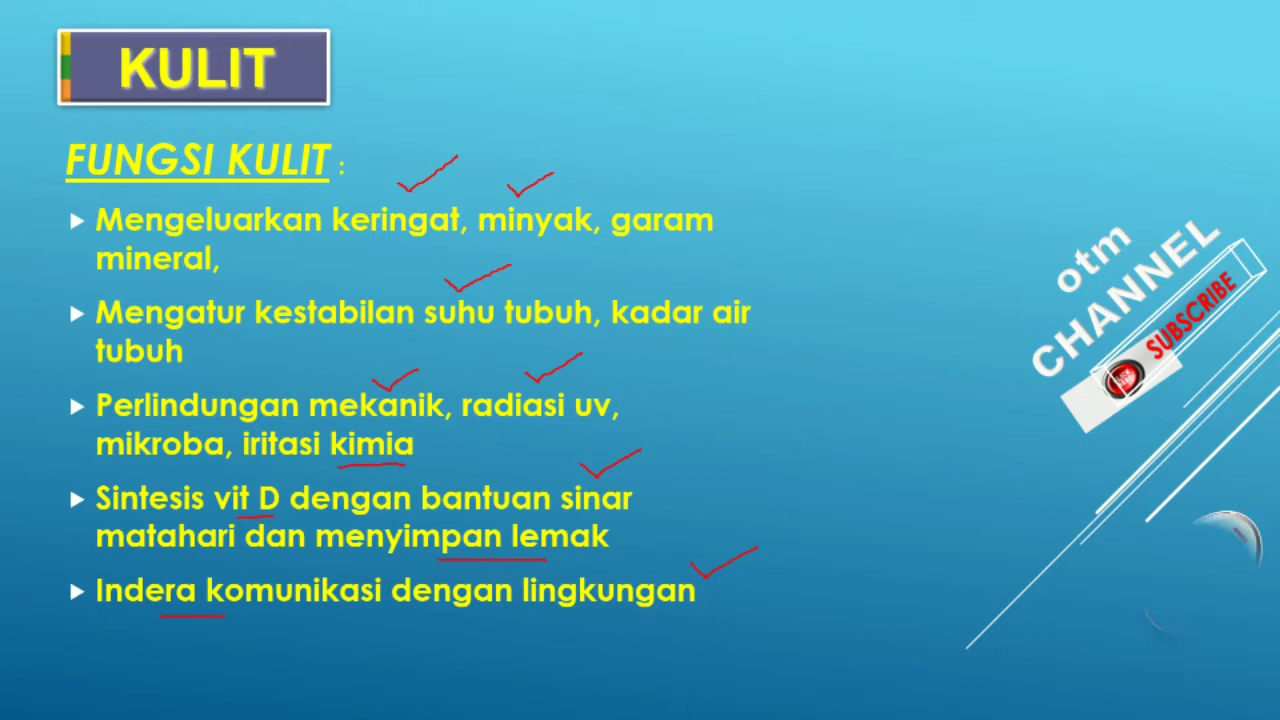 KULIT
FUNGSI KULIT :
Mengeluarkan keringat, minyak, garam
mineral,
Mengatur kestabilan suhu tubuh, kadar air
tubuh
Perlindungan mekanik, radiasi uv,
mikroba, iritasi kimia
Sintesis vit D dengan bantuan sinar
matahari dan menyimpan lemak
Indera komunikasi dengan lingkungan
otm
CHANNEL
SUBSCRIBE